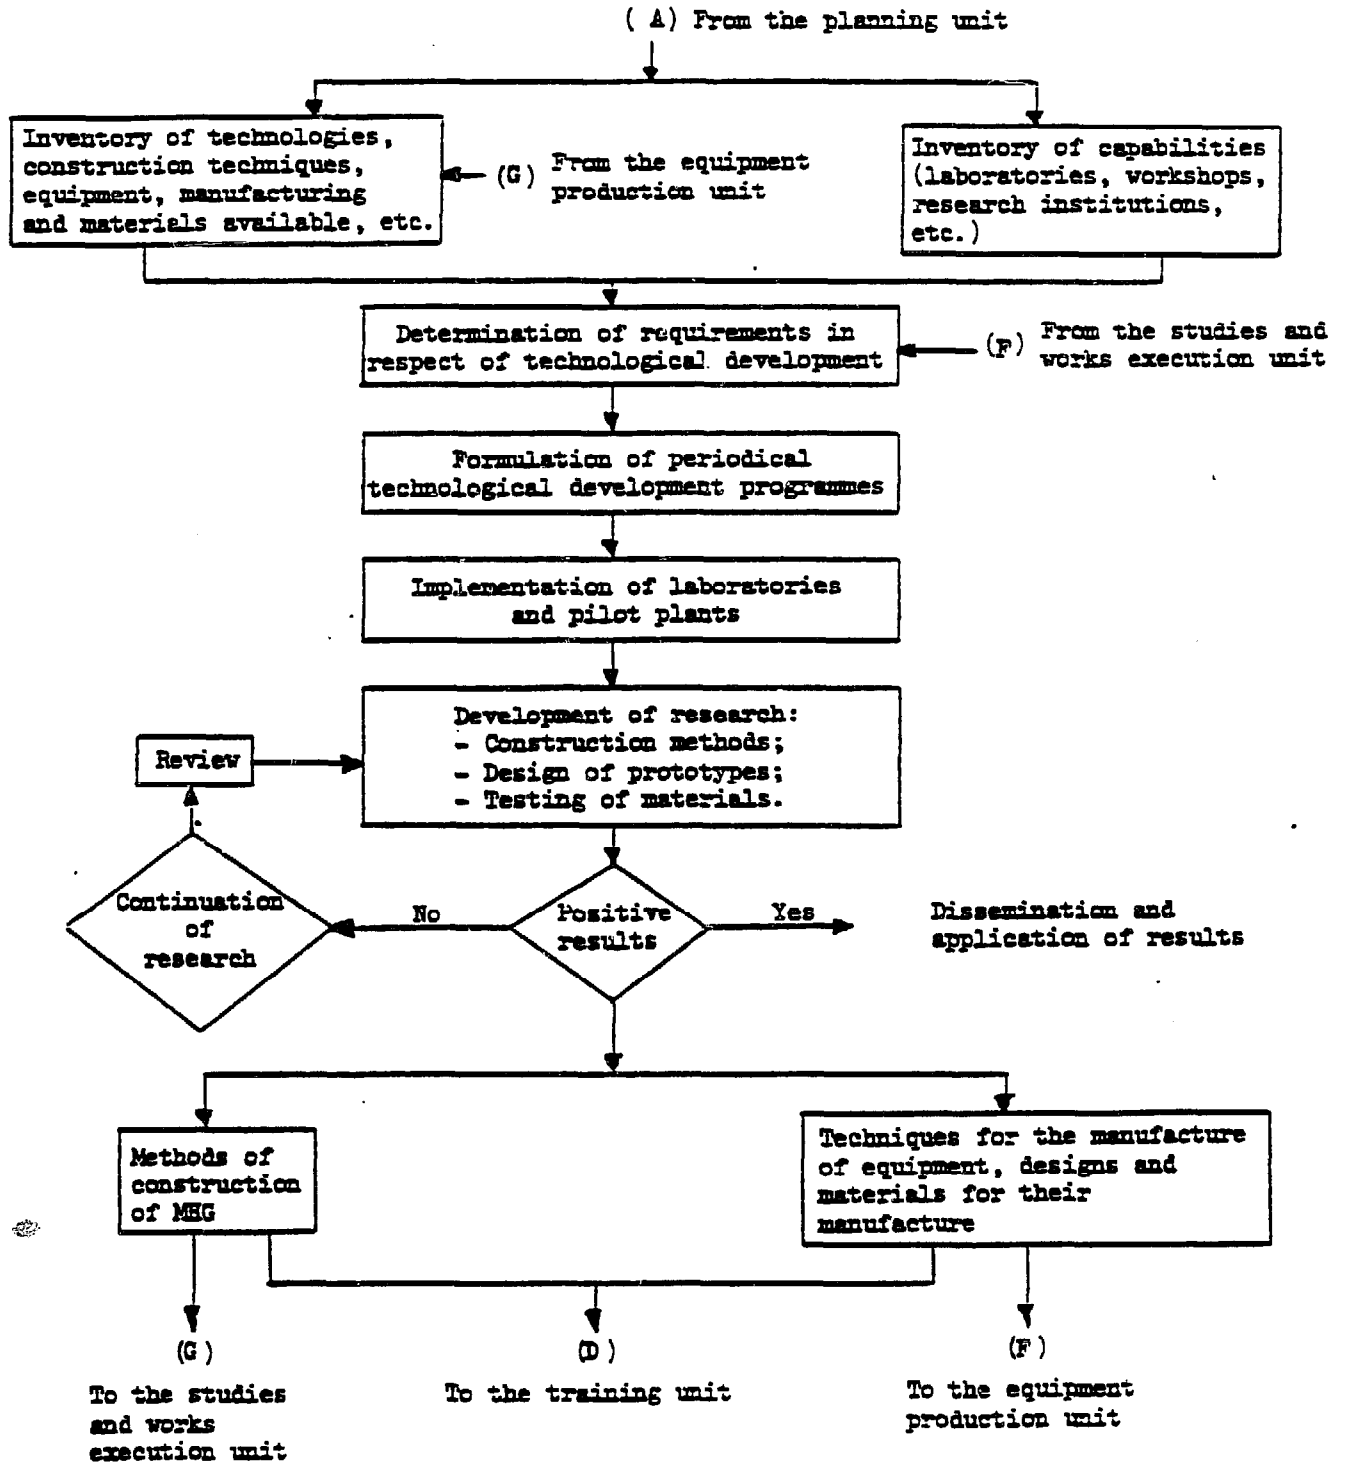 (A) From the planning unit
Inventory of technologies,
construction techniques,
equipment, manufacturing
and materials available, etc.
(G) From the equipment
production unit
Inventory of capabilities
(laboratories, workshops,
research institutions,
etc.)
Determination of requirements in
respect of technological development
(F) From the studies and
works execution unit
Formulation of periodical
technological development programmes
Implementation of laboratories
and pilot plants
Development of research:
- Construction methods;
- Design of prototypes;
- Testing of materials.
Review
Continuation
of
research
No
Positive
results
Yes
Dissemination and
application of results
Methods of
construction
of MHG
Techniques for the manufacture
of equipment, designs and
materials for their
manufacture
(G)
To the studies
and works
execution unit
(D)
To the training unit
(F)
To the equipment
production unit